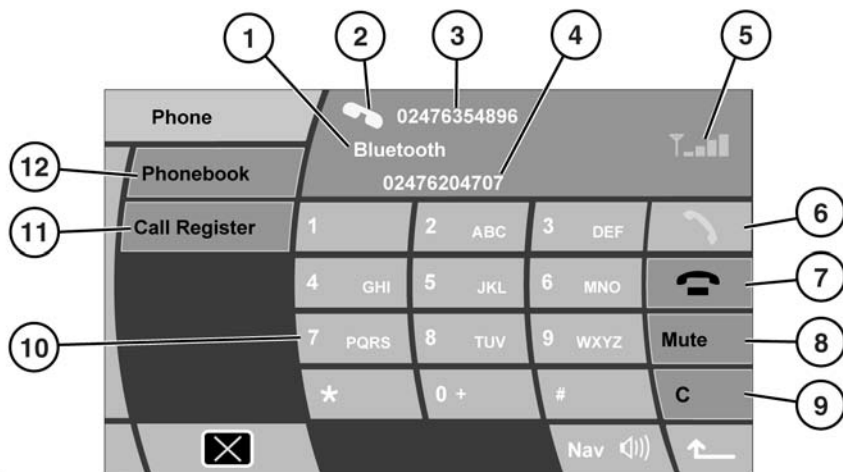 1 2 3 4 5
Phone
02476354896
Bluetooth
12 Phonebook
02476204707
11 Call Register
1 2 ABC 3 DEF 6
4 GHI 5 JKL 6 MNO 7
10 7 PQRS 8 TUV 9 WXYZ Mute 8
* 0 + # C 9
Nav